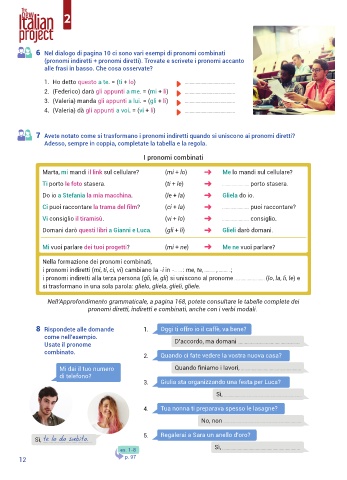 The
new
Italian
project
2
6 Nel dialogo di pagina 10 ci sono vari esempi di pronomi combinati
(pronomi indiretti + pronomi diretti). Trovate e scrivete i pronomi accanto
alle frasi in basso. Che cosa osservate?
1. Ho detto questo a te. = (ti + lo) ..............................
2. (Federico) darà gli appunti a me. = (mi + li) ..............................
3. (Valeria) manda gli appunti a lui. = (gli + li) ..............................
4. (Valeria) dà gli appunti a voi. = (vi + li) ..............................
7 Avete notato come si trasformano i pronomi indiretti quando si uniscono ai pronomi diretti?
Adesso, sempre in coppia, completate la tabella e la regola.
I pronomi combinati
Marta, mi mandi il link sul cellulare? (mi + lo) ➔ Me lo mandi sul cellulare?
Ti porto le foto stasera. (ti + le) ➔ ................ porto stasera.
Do io a Stefania la mia macchina. (le + la) ➔ Gliela do io.
Ci puoi raccontare la trama del film? (ci + la) ➔ ................ puoi raccontare?
Vi consiglio il tiramisù. (vi + lo) ➔ ................ consiglio.
Domani darò questi libri a Gianni e Luca. (gli + li) ➔ Glieli darò domani.
Mi vuoi parlare dei tuoi progetti? (mi + ne) ➔ Me ne vuoi parlare?
Nella formazione dei pronomi combinati,
i pronomi indiretti (mi, ti, ci, vi) cambiano la -i in -......: me, te, ......, ......;
i pronomi indiretti alla terza persona (gli, le, gli) si uniscono al pronome ................ (lo, la, li, le) e
si trasformano in una sola parola: glielo, gliela, glieli, gliele.
Nell'Approfondimento grammaticale, a pagina 168, potete consultare le tabelle complete dei
pronomi diretti, indiretti e combinati, anche con i verbi modali.
8 Rispondete alle domande
come nell'esempio.
Usate il pronome
combinato.
Mi dai il tuo numero
di telefono?
Sì, te lo do subito.
1. Oggi ti offro io il caffè, va bene?
D'accordo, ma domani ..............................
2. Quando ci fate vedere la vostra nuova casa?
Quando finiamo i lavori, ..............................
3. Giulia sta organizzando una festa per Luca?
Sì, ..............................
4. Tua nonna ti preparava spesso le lasagne?
No, non ..............................
5. Regalerai a Sara un anello d'oro?
Sì, ..............................
es. 1-8
p. 97
12